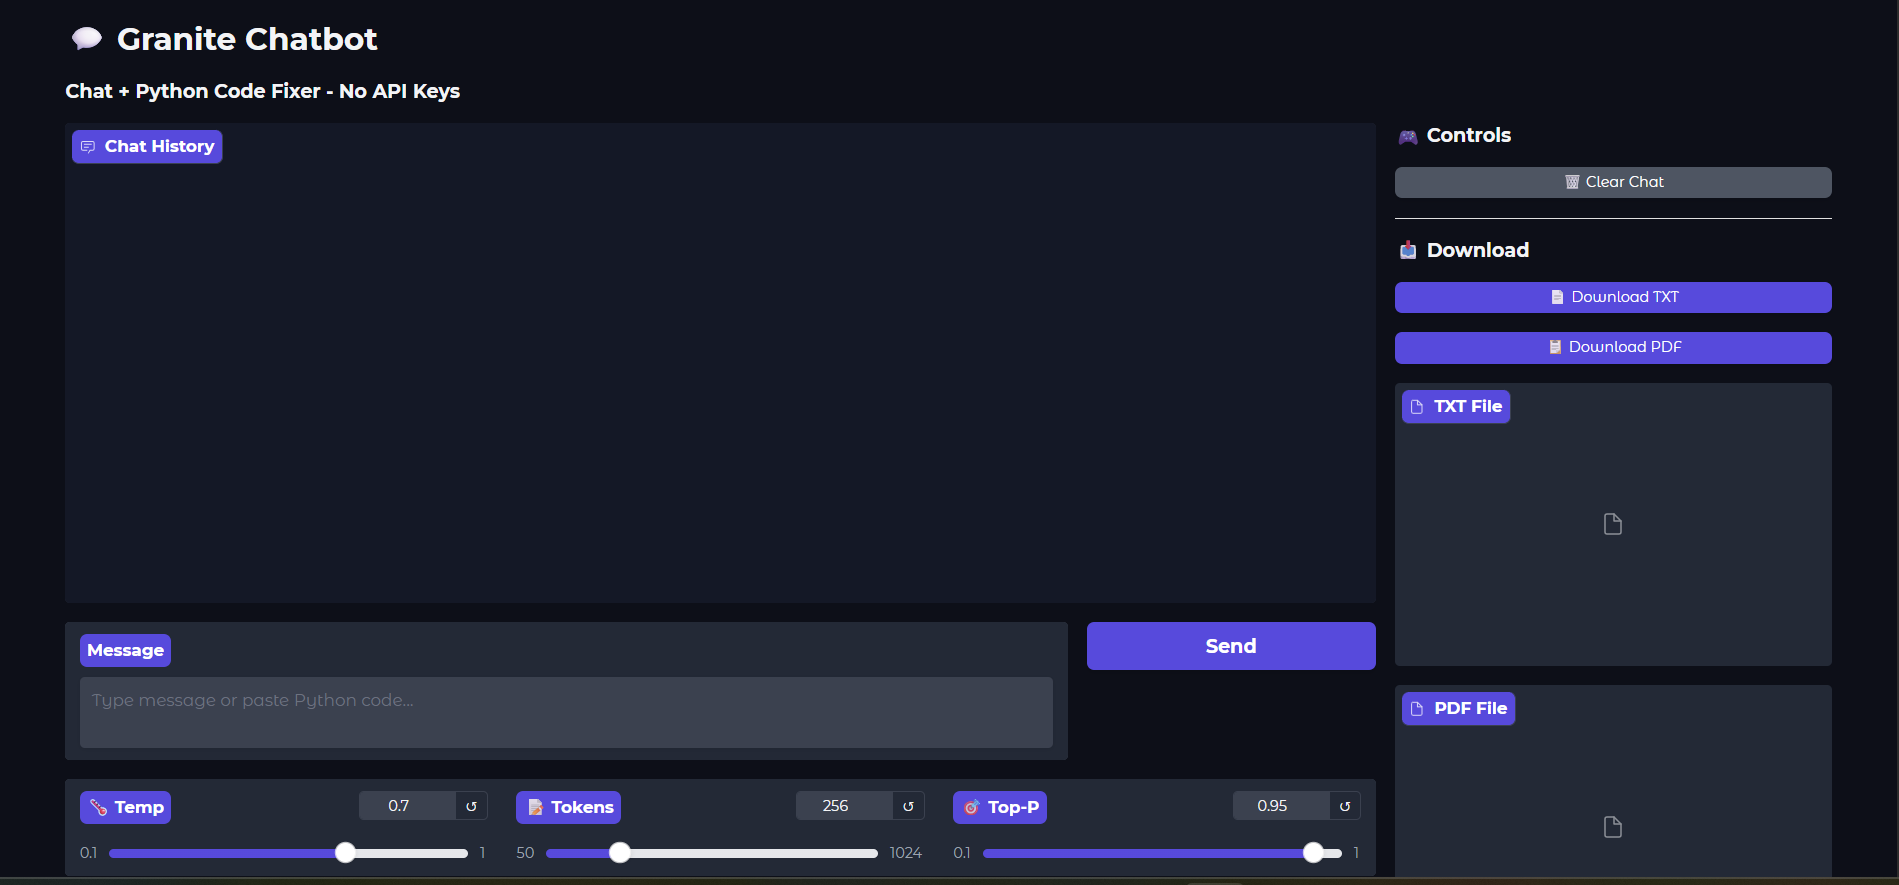 Granite Chatbot
Chat + Python Code Fixer - No API Keys
Chat History
Message
Type message or paste Python code...
Send
Temp
0.7
↺
0.1
1
Tokens
256
↺
50
1024
Top-P
0.95
↺
0.1
1
Controls
Clear Chat
Download
Download TXT
Download PDF
TXT File
PDF File